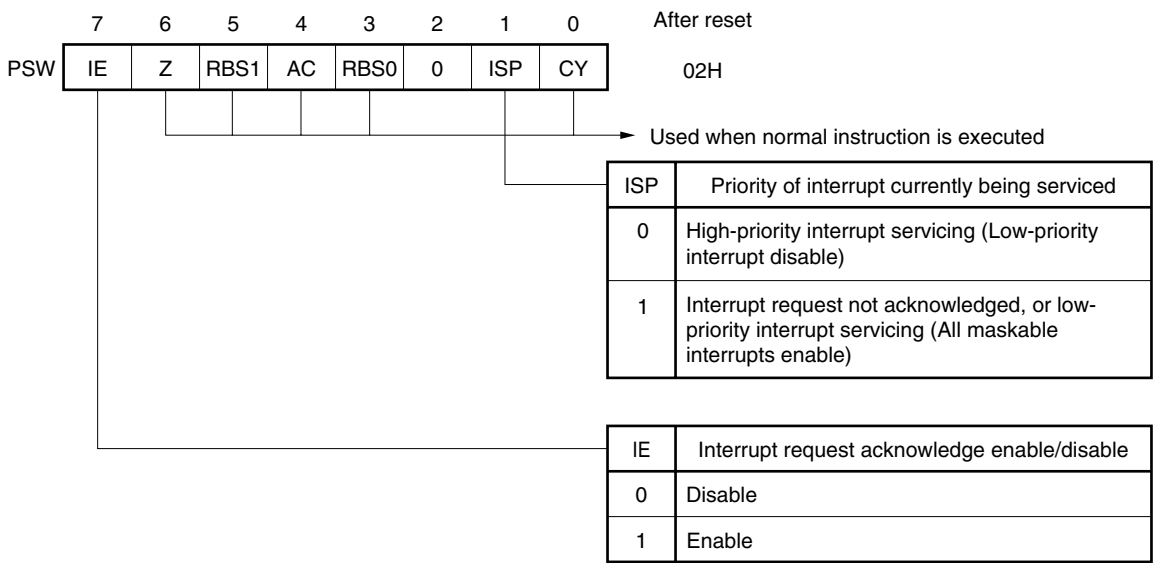 7 6 5 4 3 2 1 0 After reset
PSW IE Z RBS1 AC RBS0 0 ISP CY 02H
Used when normal instruction is executed
ISP Priority of interrupt currently being serviced
0 High-priority interrupt servicing (Low-priority
interrupt disable)
1 Interrupt request not acknowledged, or low-
priority interrupt servicing (All maskable
interrupts enable)
IE Interrupt request acknowledge enable/disable
0 Disable
1 Enable